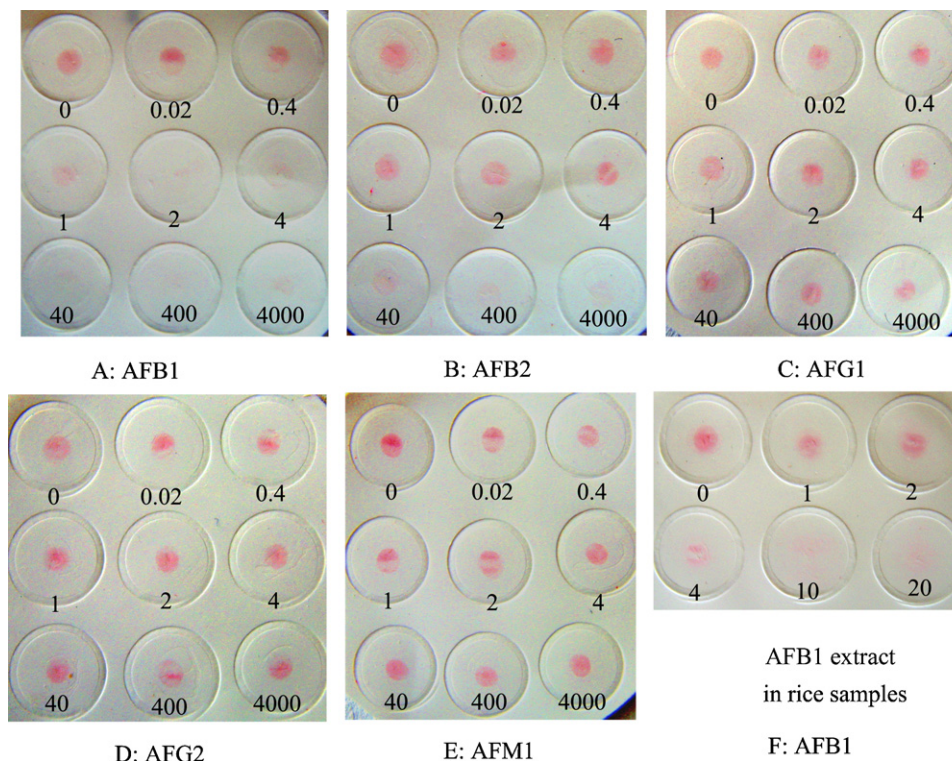 0 0.02 0.4
1 2 4
40 400 4000
A: AFB1
0 0.02 0.4
1 2 4
40 400 4000
B: AFB2
0 0.02 0.4
1 2 4
40 400 4000
C: AFG1
0 0.02 0.4
1 2 4
40 400 4000
D: AFG2
0 0.02 0.4
1 2 4
40 400 4000
E: AFM1
0 1 2
4 10 20
AFB1 extract
in rice samples
F: AFB1